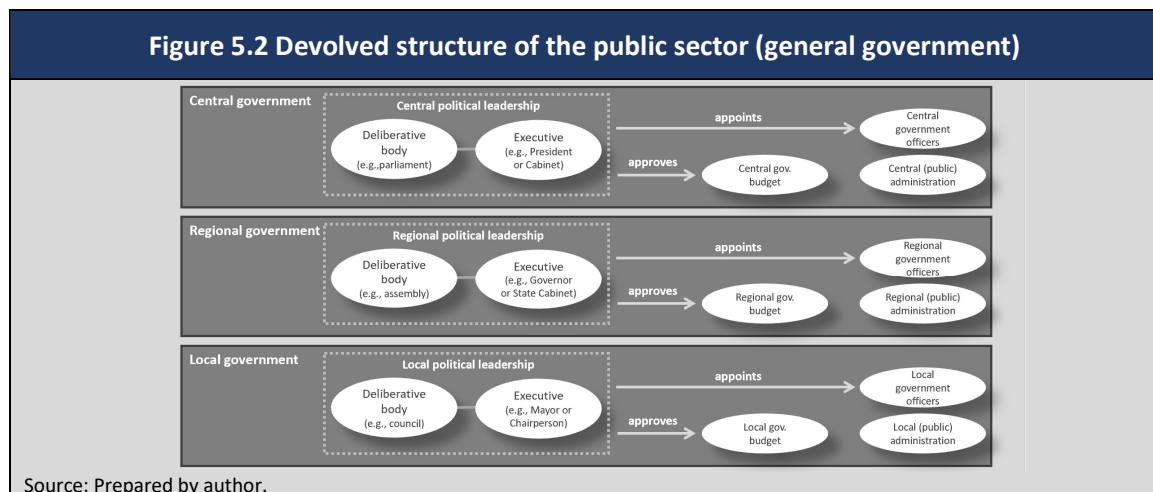 Figure 5.2 Devolved structure of the public sector (general government)
Central government
Central political leadership
Deliberative
body
(e.g.,parliament)
Executive
(e.g., President
or Cabinet)
appoints
approves
Central
government
officers
Central gov.
budget
Central (public)
administration
Regional government
Regional political leadership
Deliberative
body
(e.g., assembly)
Executive
(e.g., Governor
or State Cabinet)
appoints
approves
Regional
government
officers
Regional gov.
budget
Regional (public)
administration
Local government
Local political leadership
Deliberative
body
(e.g., council)
Executive
(e.g., Mayor or
Chairperson)
appoints
approves
Local
government
officers
Local gov.
budget
Local (public)
administration
Source: Prepared by author.